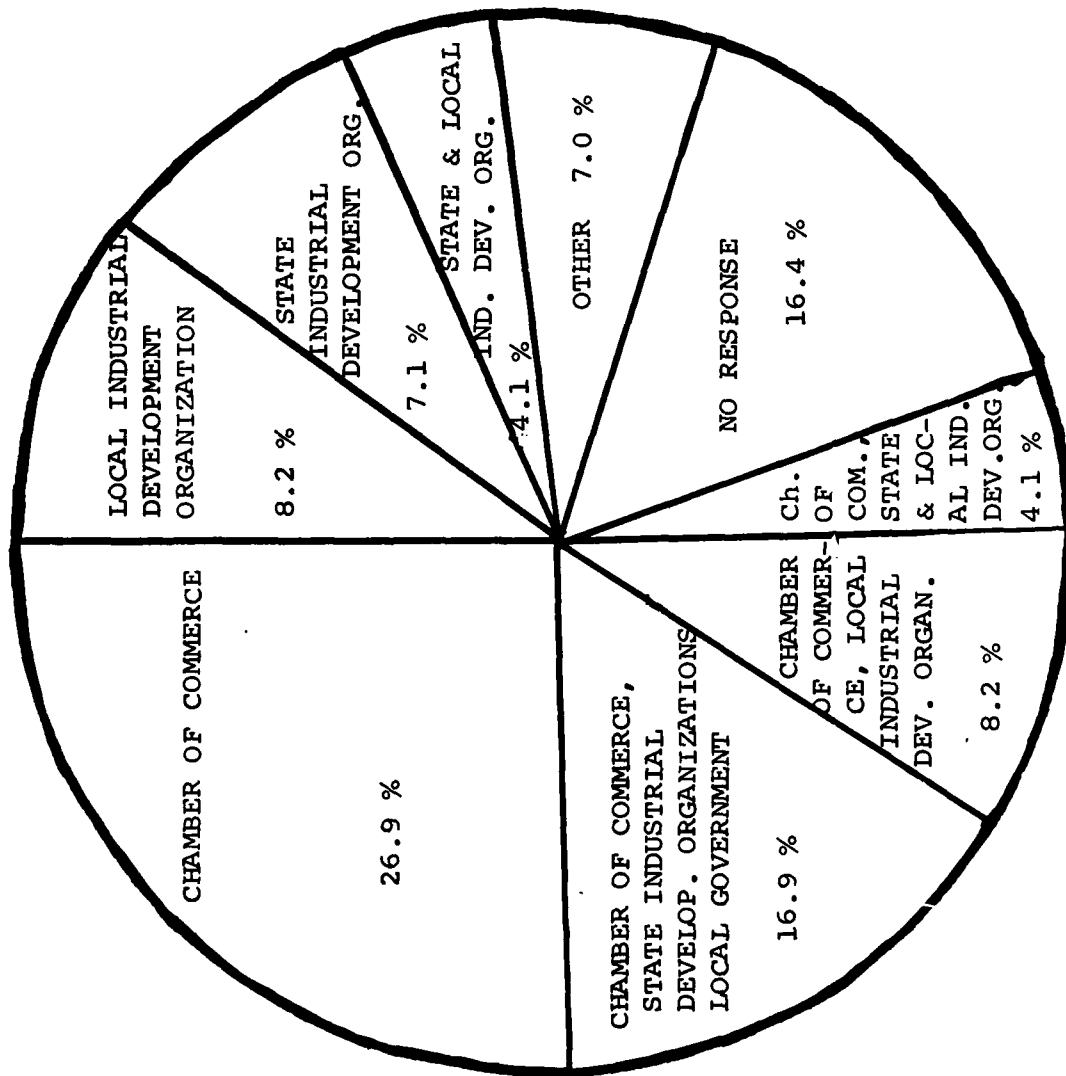 CHAMBER OF COMMERCE
26.9 %
LOCAL INDUSTRIAL
DEVELOPMENT
ORGANIZATION
8.2 %
STATE
INDUSTRIAL
DEVELOPMENT ORG.
7.1 %
STATE & LOCAL
IND. DEV. ORG.
4.1 %
OTHER 7.0 %
NO RESPONSE
16.4 %
Ch.
OF
COM.,
STATE
& LOC-
AL IND.
DEV.ORG.
4.1 %
CHAMBER
OF COMMER-
CE, LOCAL
INDUSTRIAL
DEV. ORGAN.
8.2 %
CHAMBER OF COMMERCE,
STATE INDUSTRIAL
DEVELOP. ORGANIZATIONS
LOCAL GOVERNMENT
16.9 %